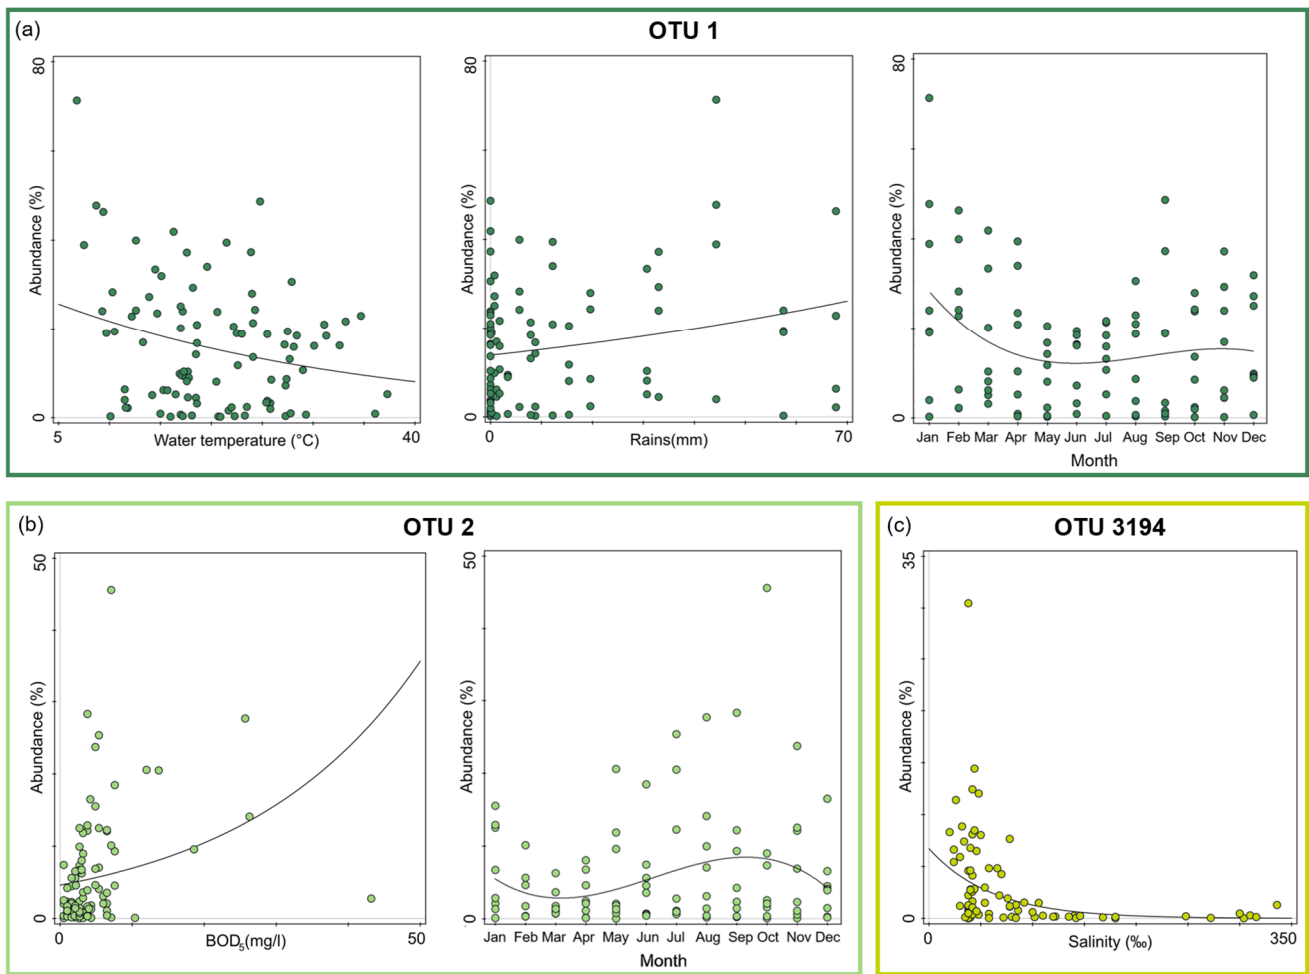 (a)
OTU 1
80
Abundance (%)
0
5
Water temperature (°C)
40
80
Abundance (%)
0
0
Rains(mm)
70
80
Abundance (%)
0
Jan Feb Mar Apr May Jun Jul Aug Sep Oct Nov Dec
Month
(b)
OTU 2
50
Abundance (%)
0
0
BOD₅(mg/l)
50
50
Abundance (%)
0
Jan Feb Mar Apr May Jun Jul Aug Sep Oct Nov Dec
Month
(c)
OTU 3194
35
Abundance (%)
0
0
Salinity (‰)
350